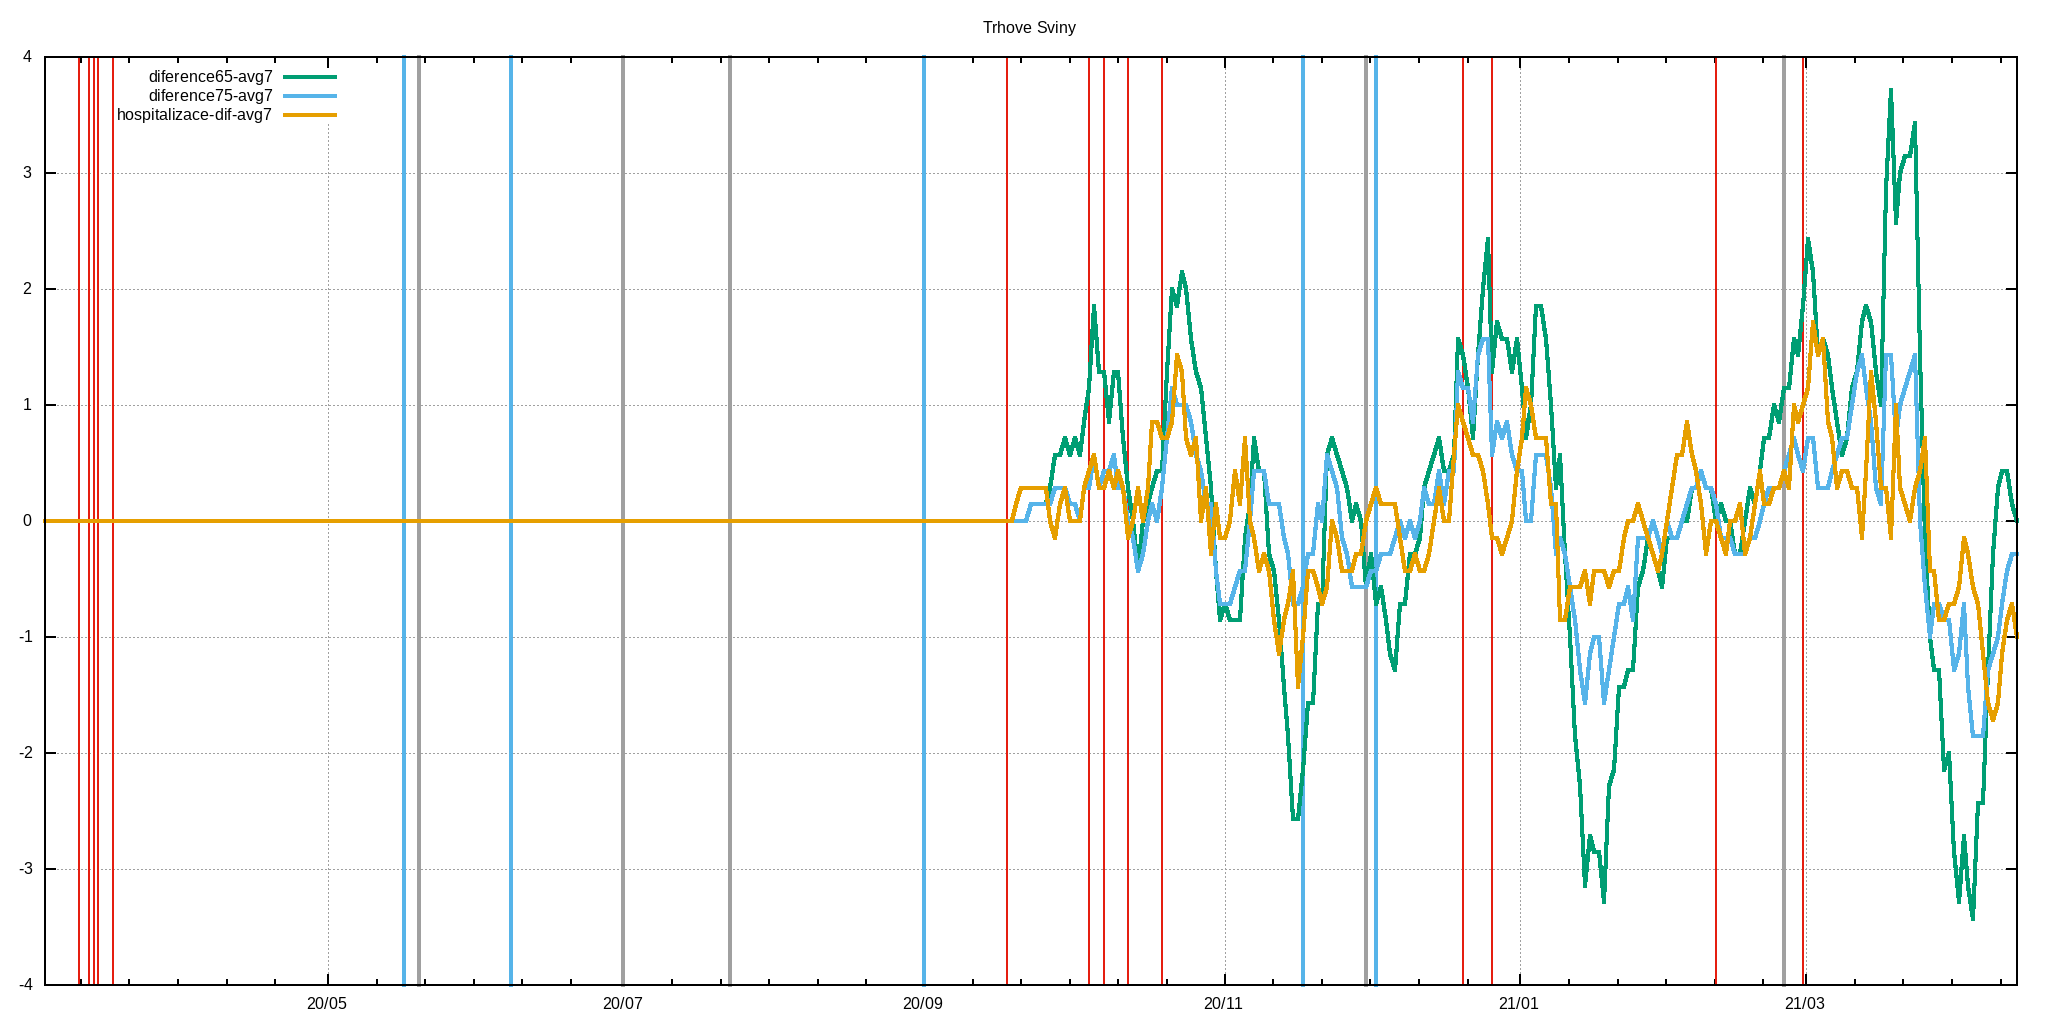 Trhove Sviny
diference65-avg7
diference75-avg7
hospitalizace-dif-avg7
4
3
2
1
0
-1
-2
-3
-4
20/05 20/07 20/09 20/11 21/01 21/03